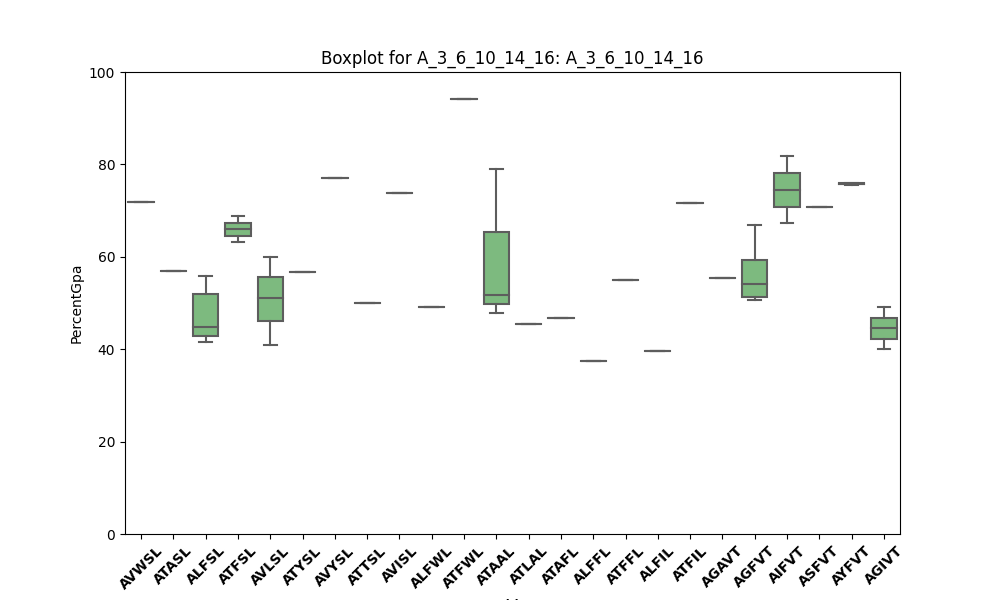 Boxplot for A_3_6_10_14_16: A_3_6_10_14_16
PercentGpa
100
80
60
40
20
0
AVWSL
ATASL
ALFSL
ATFSL
AVLSL
ATYSL
AVYSL
ATTSL
AVISL
ALFWL
ATFWL
ATAAL
ATLAL
ATAFL
ALFFL
ATFFL
ALFIL
ATFIL
AGAVT
AGFVT
AIFVT
ASFVT
AYFVT
AGIVT